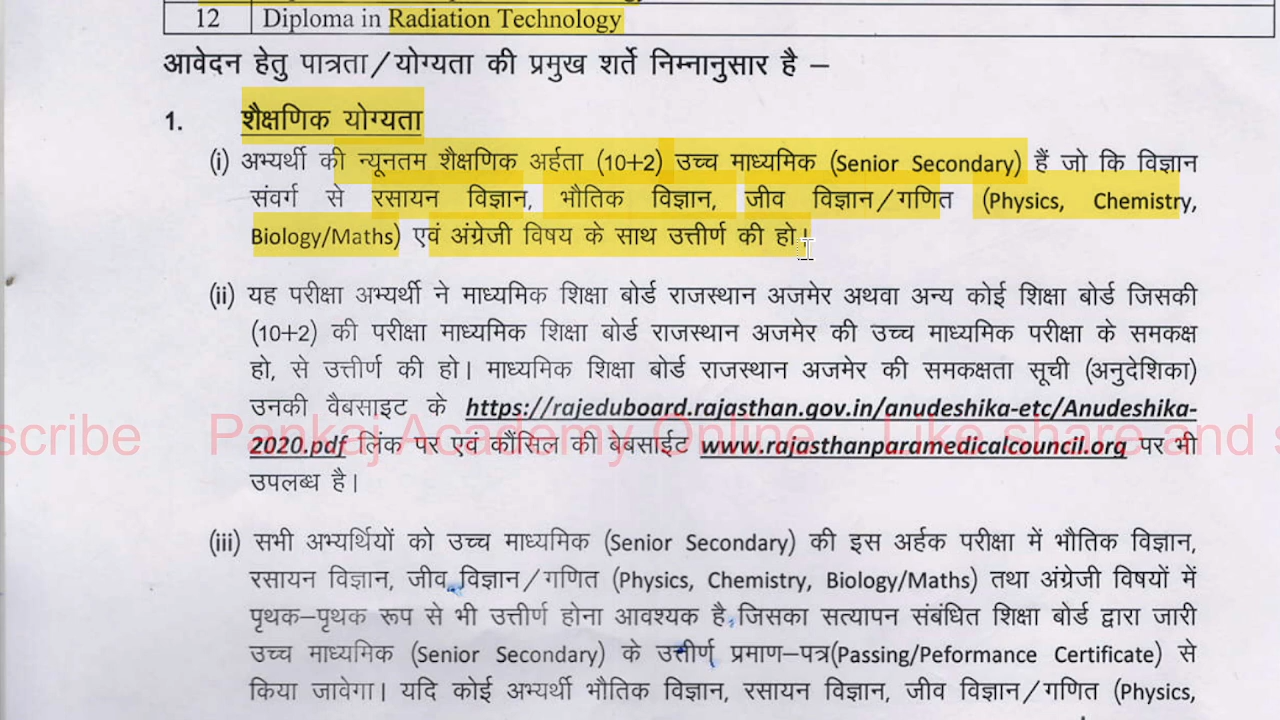 12 Diploma in Radiation Technology
आवेदन हेतु पात्रता/योग्यता की प्रमुख शर्ते निम्नानुसार है –
1. शैक्षणिक योग्यता
(i) अभ्यर्थी की न्यूनतम शैक्षणिक अर्हता (10+2) उच्च माध्यमिक (Senior Secondary) हैं जो कि विज्ञान
संवर्ग से रसायन विज्ञान, भौतिक विज्ञान, जीव विज्ञान/गणित (Physics, Chemistry,
Biology/Maths) एवं अंग्रेजी विषय के साथ उत्तीर्ण की हो।
(ii) यह परीक्षा अभ्यर्थी ने माध्यमिक शिक्षा बोर्ड राजस्थान अजमेर अथवा अन्य कोई शिक्षा बोर्ड जिसकी
(10+2) की परीक्षा माध्यमिक शिक्षा बोर्ड राजस्थान अजमेर की उच्च माध्यमिक परीक्षा के समकक्ष
हो, से उत्तीर्ण की हो। माध्यमिक शिक्षा बोर्ड राजस्थान अजमेर की समकक्षता सूची (अनुदेशिका)
उनकी वैबसाइट के https://rajeduboard.rajasthan.gov.in/anudeshika-etc/Anudeshika-
scribe Pankaj Academy Online Like share and s
2020.pdf लिंक पर एवं कौंसिल की बेबसाईट www.rajasthanparamedicalcouncil.org पर भी
उपलब्ध है।
(iii) सभी अभ्यर्थियों को उच्च माध्यमिक (Senior Secondary) की इस अर्हक परीक्षा में भौतिक विज्ञान,
रसायन विज्ञान, जीव विज्ञान/गणित (Physics, Chemistry, Biology/Maths) तथा अंग्रेजी विषयों में
पृथक–पृथक रूप से भी उत्तीर्ण होना आवश्यक है, जिसका सत्यापन संबंधित शिक्षा बोर्ड द्वारा जारी
उच्च माध्यमिक (Senior Secondary) के उत्तीर्ण प्रमाण–पत्र(Passing/Peformance Certificate) से
किया जावेगा। यदि कोई अभ्यर्थी भौतिक विज्ञान, रसायन विज्ञान, जीव विज्ञान/गणित (Physics,